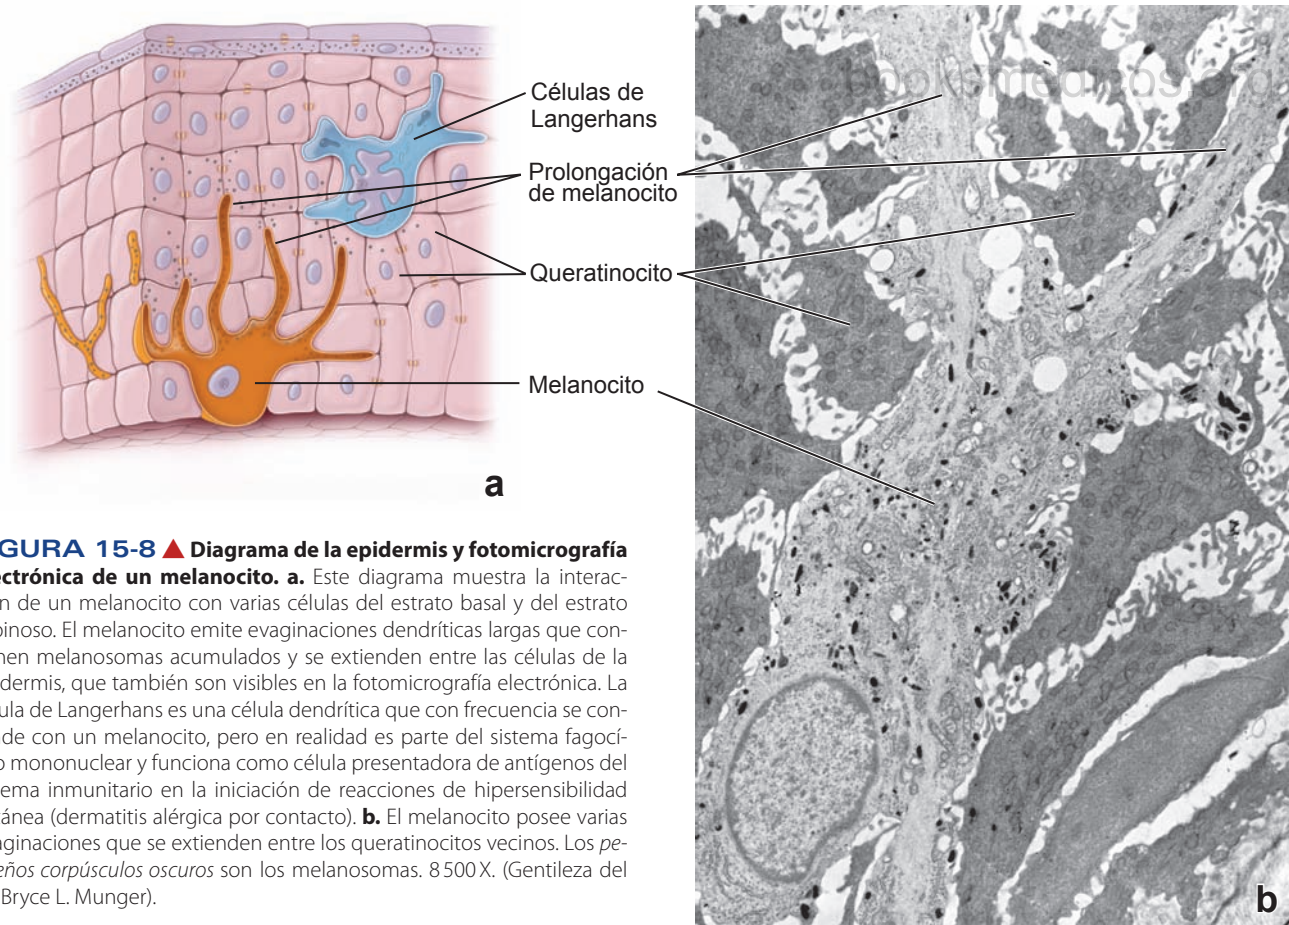 Células de
Langerhans
Prolongación
de melanocito
Queratinocito
Melanocito
a
GURA 15-8 ▲ Diagrama de la epidermis y fotomicrografía
ectrónica de un melanocito. a. Este diagrama muestra la interac-
n de un melanocito con varias células del estrato basal y del estrato
pinoso. El melanocito emite evaginaciones dendríticas largas que con-
nen melanosomas acumulados y se extienden entre las células de la
dermis, que también son visibles en la fotomicrografía electrónica. La
ula de Langerhans es una célula dendrítica que con frecuencia se con-
de con un melanocito, pero en realidad es parte del sistema fagocí-
o mononuclear y funciona como célula presentadora de antígenos del
ema inmunitario en la iniciación de reacciones de hipersensibilidad
tánea (dermatitis alérgica por contacto). b. El melanocito posee varias
aginaciones que se extienden entre los queratinocitos vecinos. Los pe-
eños corpúsculos oscuros son los melanosomas. 8 500 X. (Gentileza del
Bryce L. Munger).
b